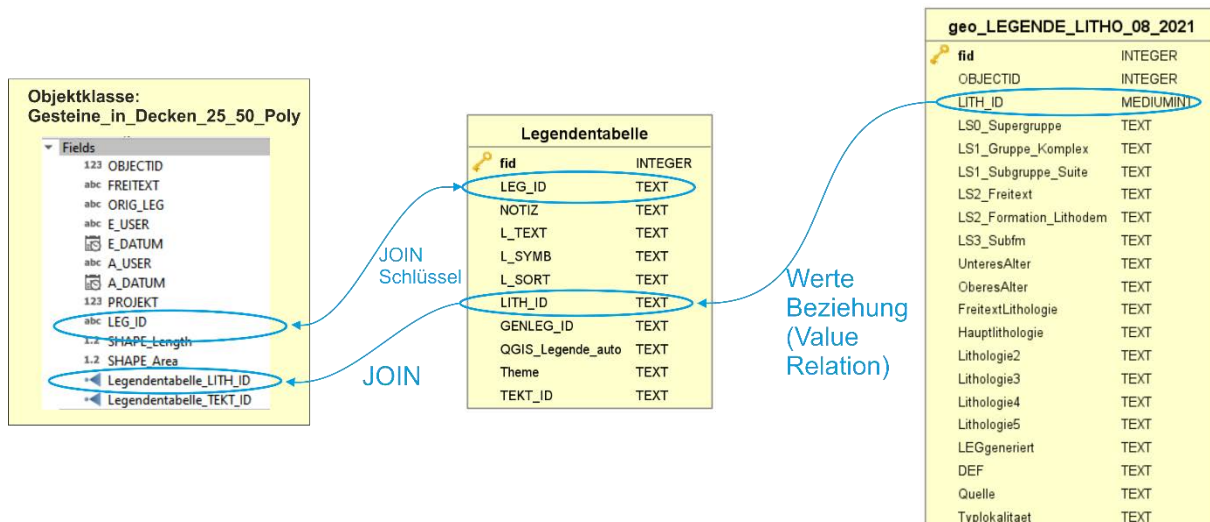 Objektklasse:
Gesteine_in_Decken_25_50_Poly
Fields
123 OBJECTID
abc FREITEXT
abc ORIG_LEG
abc E_USER
E_DATUM
abc A_USER
A_DATUM
123 PROJEKT
abc LEG_ID
1.2 SHAPE_Length
1.2 SHAPE_Area
Legendentabelle_LITH_ID
Legendentabelle_TEKT_ID
JOIN
Schlüssel
JOIN
Legendentabelle
fid INTEGER
LEG_ID TEXT
NOTIZ TEXT
L_TEXT TEXT
L_SYMB TEXT
L_SORT TEXT
LITH_ID TEXT
GENLEG_ID TEXT
QGIS_Legende_auto TEXT
Theme TEXT
TEKT_ID TEXT
Werte
Beziehung
(Value
Relation)
geo_LEGENDE_LITHO_08_2021
fid INTEGER
OBJECTID INTEGER
LITH_ID MEDIUMINT
LS0_Supergruppe TEXT
LS1_Gruppe_Komplex TEXT
LS1_Subgruppe_Suite TEXT
LS2_Freitext TEXT
LS2_Formation_Lithodem TEXT
LS3_Subfm TEXT
UnteresAlter TEXT
OberesAlter TEXT
FreitextLithologie TEXT
Hauptlithologie TEXT
Lithologie2 TEXT
Lithologie3 TEXT
Lithologie4 TEXT
Lithologie5 TEXT
LEGgeneriert TEXT
DEF TEXT
Quelle TEXT
Typlokalitaet TEXT